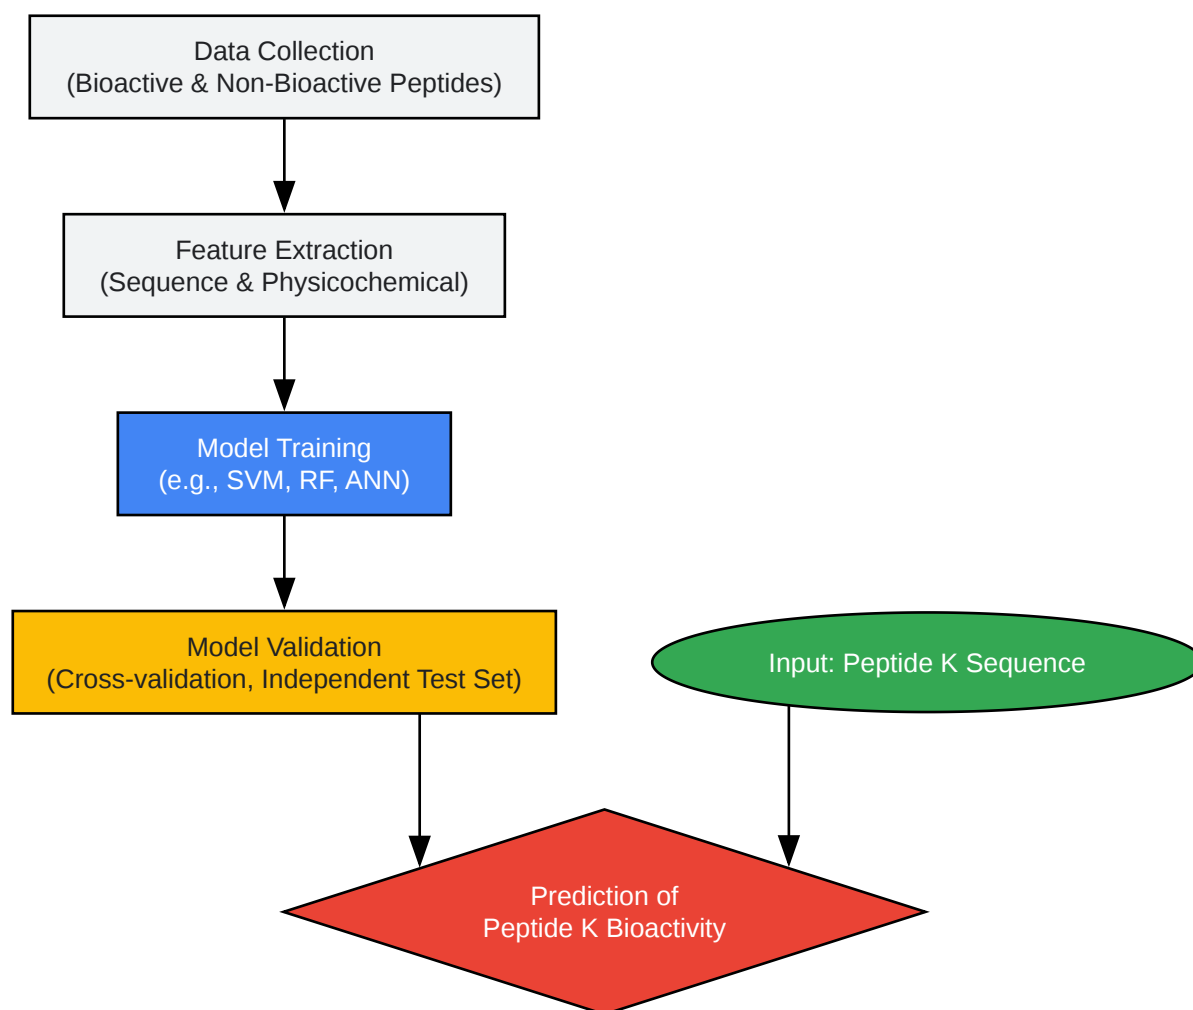 Data Collection
(Bioactive & Non-Bioactive Peptides)
Feature Extraction
(Sequence & Physicochemical)
Model Training
(e.g., SVM, RF, ANN)
Model Validation
(Cross-validation, Independent Test Set)
Input: Peptide K Sequence
Prediction of
Peptide K Bioactivity